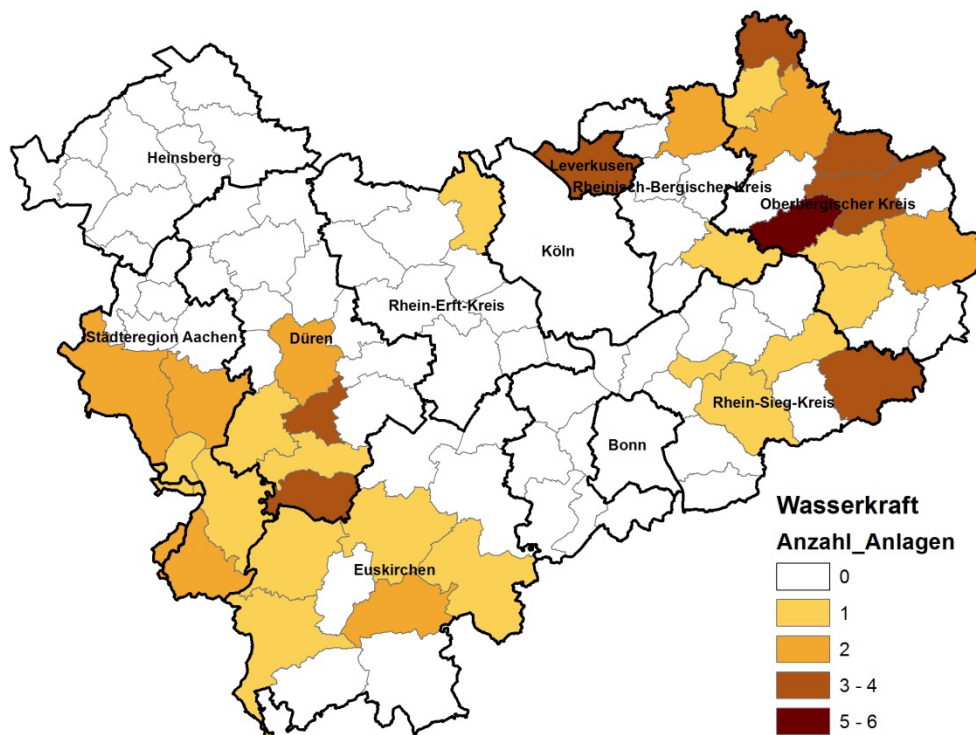 Heinsberg
Leverkusen
Rheinisch-Bergischer Kreis
Oberbergischer Kreis
Köln
Rhein-Erft-Kreis
Städteregion Aachen
Düren
Rhein-Sieg-Kreis
Bonn
Euskirchen
Wasserkraft
Anzahl_Anlagen
0
1
2
3 - 4
5 - 6